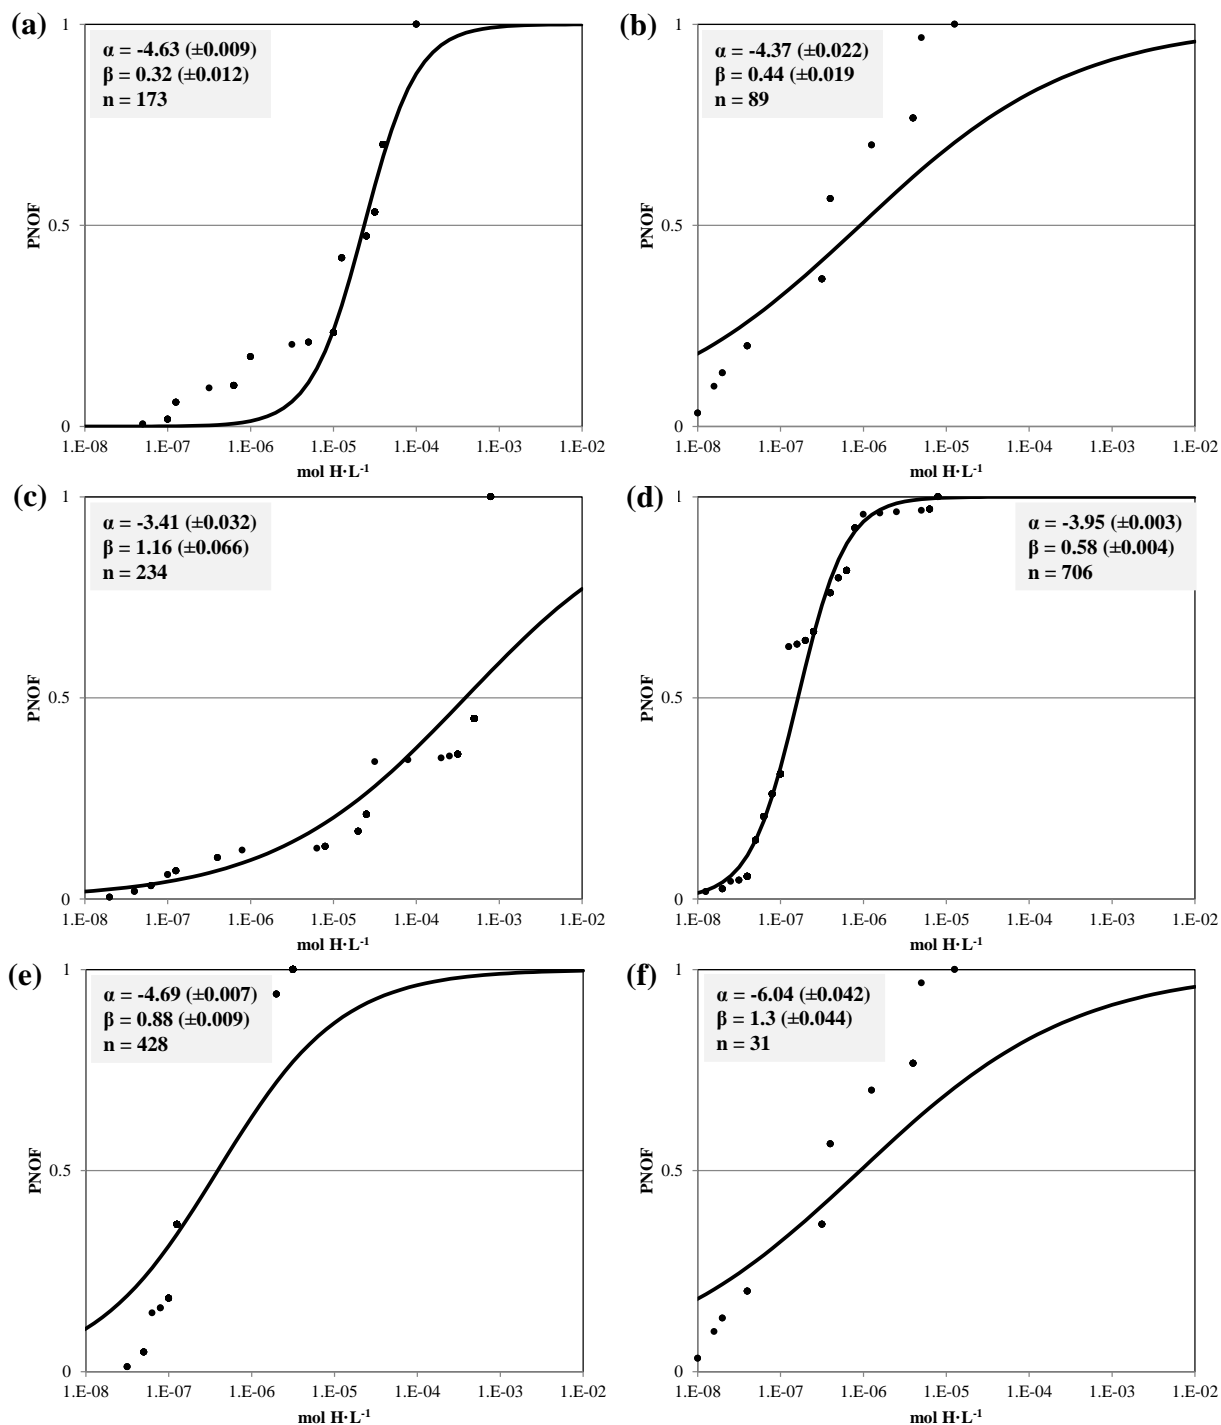 (a)
α = -4.63 (±0.009)
β = 0.32 (±0.012)
n = 173
1
0.5
0
PNOF
1.E-08 1.E-07 1.E-06 1.E-05 1.E-04 1.E-03 1.E-02
mol H·L⁻¹
(b)
α = -4.37 (±0.022)
β = 0.44 (±0.019
n = 89
1
0.5
0
PNOF
1.E-08 1.E-07 1.E-06 1.E-05 1.E-04 1.E-03 1.E-02
mol H·L⁻¹
(c)
α = -3.41 (±0.032)
β = 1.16 (±0.066)
n = 234
1
0.5
0
PNOF
1.E-08 1.E-07 1.E-06 1.E-05 1.E-04 1.E-03 1.E-02
mol H·L⁻¹
(d)
α = -3.95 (±0.003)
β = 0.58 (±0.004)
n = 706
1
0.5
0
PNOF
1.E-08 1.E-07 1.E-06 1.E-05 1.E-04 1.E-03 1.E-02
mol H·L⁻¹
(e)
α = -4.69 (±0.007)
β = 0.88 (±0.009)
n = 428
1
0.5
0
PNOF
1.E-08 1.E-07 1.E-06 1.E-05 1.E-04 1.E-03 1.E-02
mol H·L⁻¹
(f)
α = -6.04 (±0.042)
β = 1.3 (±0.044)
n = 31
1
0.5
0
PNOF
1.E-08 1.E-07 1.E-06 1.E-05 1.E-04 1.E-03 1.E-02
mol H·L⁻¹